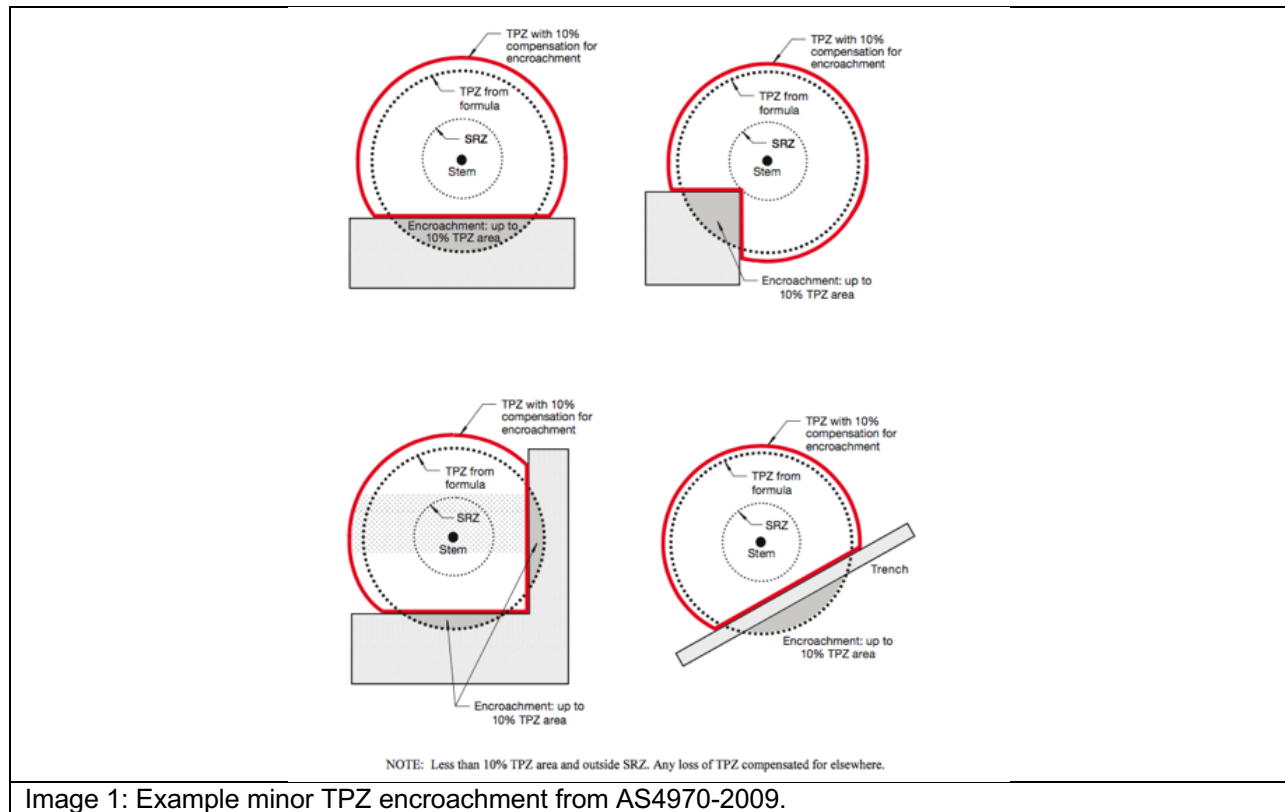 TPZ with 10%
compensation for
encroachment
TPZ from
formula
SRZ
Stem
Encroachment: up to
10% TPZ area
TPZ with 10%
compensation for
encroachment
TPZ from
formula
SRZ
Stem
Encroachment: up to
10% TPZ area
TPZ with 10%
compensation for
encroachment
TPZ from
formula
SRZ
Stem
Encroachment: up to
10% TPZ area
TPZ with 10%
compensation for
encroachment
TPZ from
formula
SRZ
Stem
Trench
Encroachment: up to
10% TPZ area
NOTE: Less than 10% TPZ area and outside SRZ. Any loss of TPZ compensated for elsewhere.
Image 1: Example minor TPZ encroachment from AS4970-2009.